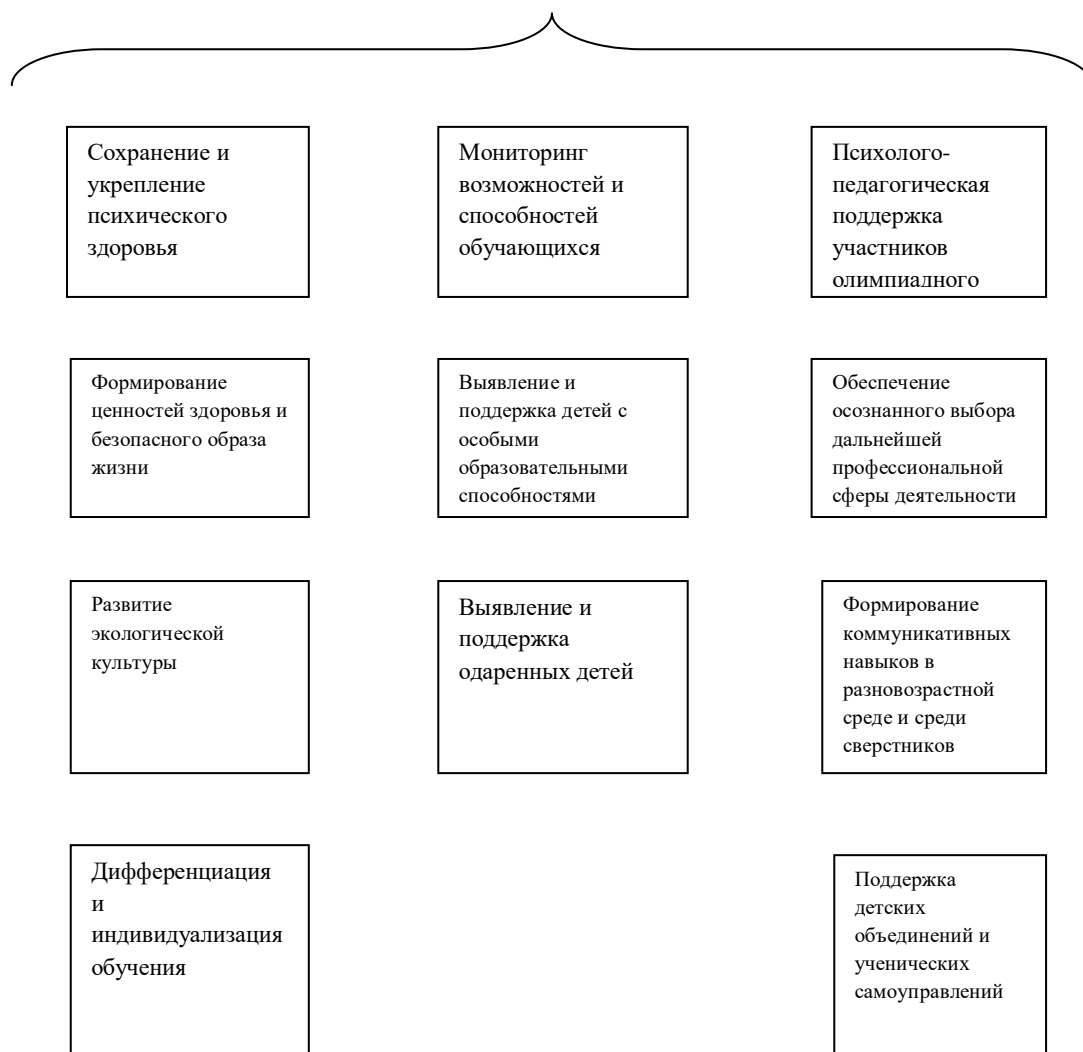 Сохранение и
укрепление
психического
здоровья
Мониторинг
возможностей и
способностей
обучающихся
Психолого-
педагогическая
поддержка
участников
олимпиадного
Формирование
ценностей здоровья и
безопасного образа
жизни
Выявление и
поддержка детей с
особыми
образовательными
способностями
Обеспечение
осознанного выбора
дальнейшей
профессиональной
сферы деятельности
Развитие
экологической
культуры
Выявление и
поддержка
одаренных детей
Формирование
коммуникативных
навыков в
разновозрастной
среде и среди
сверстников
Дифференциация
и
индивидуализация
обучения
Поддержка
детских
объединений и
ученических
самоуправлений